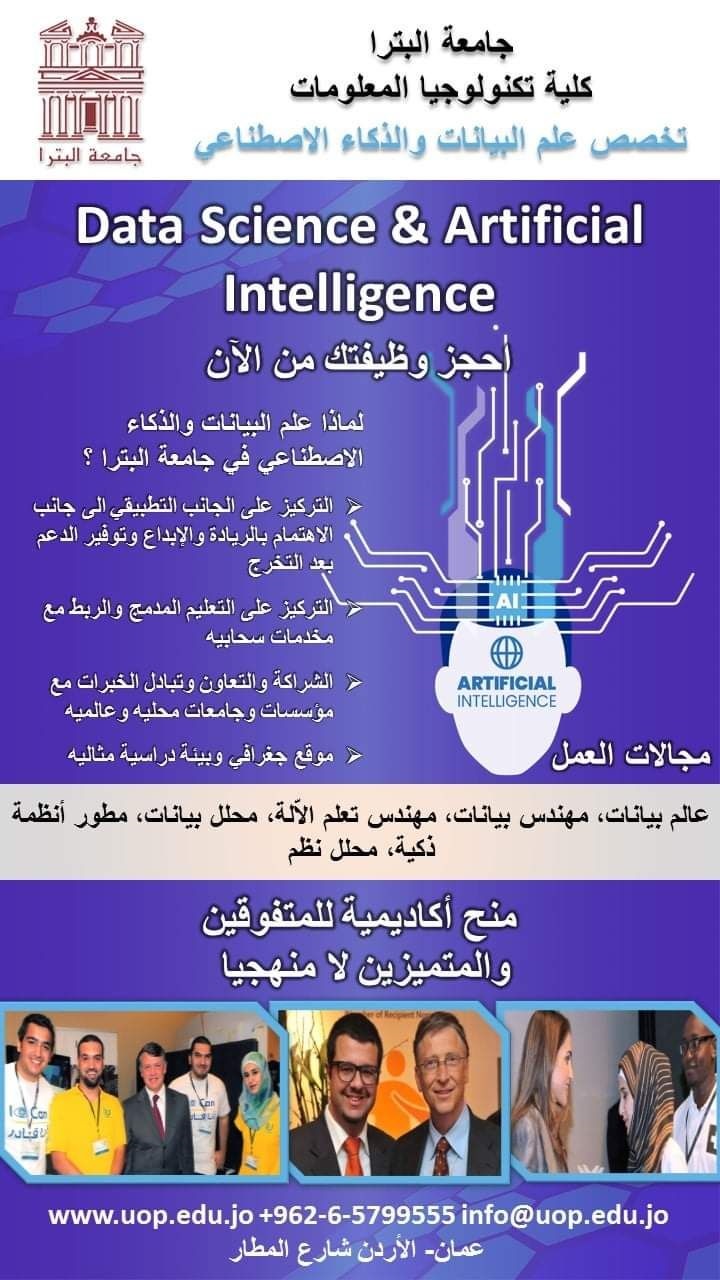 جامعة البترا
جامعة البترا
كلية تكنولوجيا المعلومات
تخصص علم البيانات والذكاء الاصطناعي
Data Science & Artificial
Intelligence
احجز وظيفتك من الآن
لماذا علم البيانات والذكاء
الاصطناعي في جامعة البترا ؟
التركيز على الجانب التطبيقي الى جانب
الاهتمام بالريادة والإبداع وتوفير الدعم
بعد التخرج
التركيز على التعليم المدمج والربط مع
مخدمات سحابيه
الشراكة والتعاون وتبادل الخبرات مع
مؤسسات وجامعات محليه وعالميه
موقع جغرافي وبيئة دراسية مثاليه
AI
ARTIFICIAL
INTELLIGENCE
مجالات العمل
عالم بيانات، مهندس بيانات، مهندس تعلم الآلة، محلل بيانات، مطور أنظمة
ذكية، محلل نظم
منح أكاديمية للمتفوقين
والمتميزين لا منهجيا
Can
Can
of Recipient
www.uop.edu.jo +962-6-5799555 info@uop.edu.jo
عمان- الأردن شارع المطار